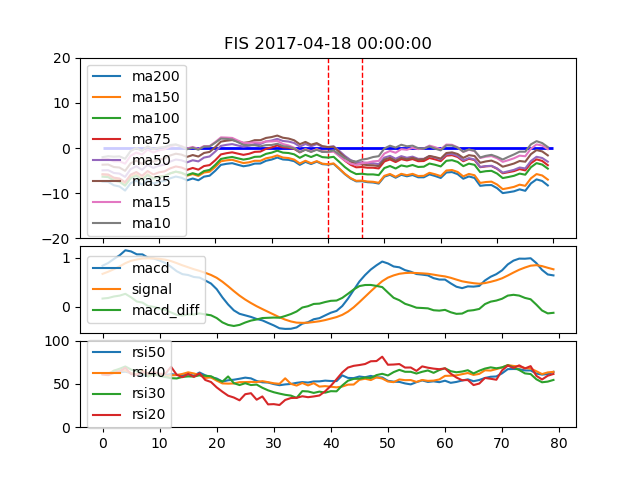 FIS 2017-04-18 00:00:00
20
10
0
−10
−20
ma200
ma150
ma100
ma75
ma50
ma35
ma15
ma10
1
0
macd
signal
macd_diff
100
50
0
rsi50
rsi40
rsi30
rsi20
0 10 20 30 40 50 60 70 80